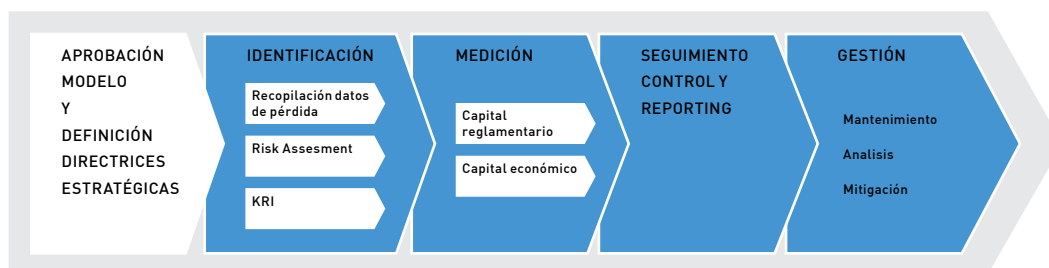 APROBACIÓN
MODELO
Y
DEFINICIÓN
DIRECTRICES
ESTRATÉGICAS
IDENTIFICACIÓN
Recopilación datos
de pérdida
Risk Assesment
KRI
MEDICIÓN
Capital
reglamentario
Capital económico
SEGUIMIENTO
CONTROL Y
REPORTING
GESTIÓN
Mantenimiento
Analisis
Mitigación